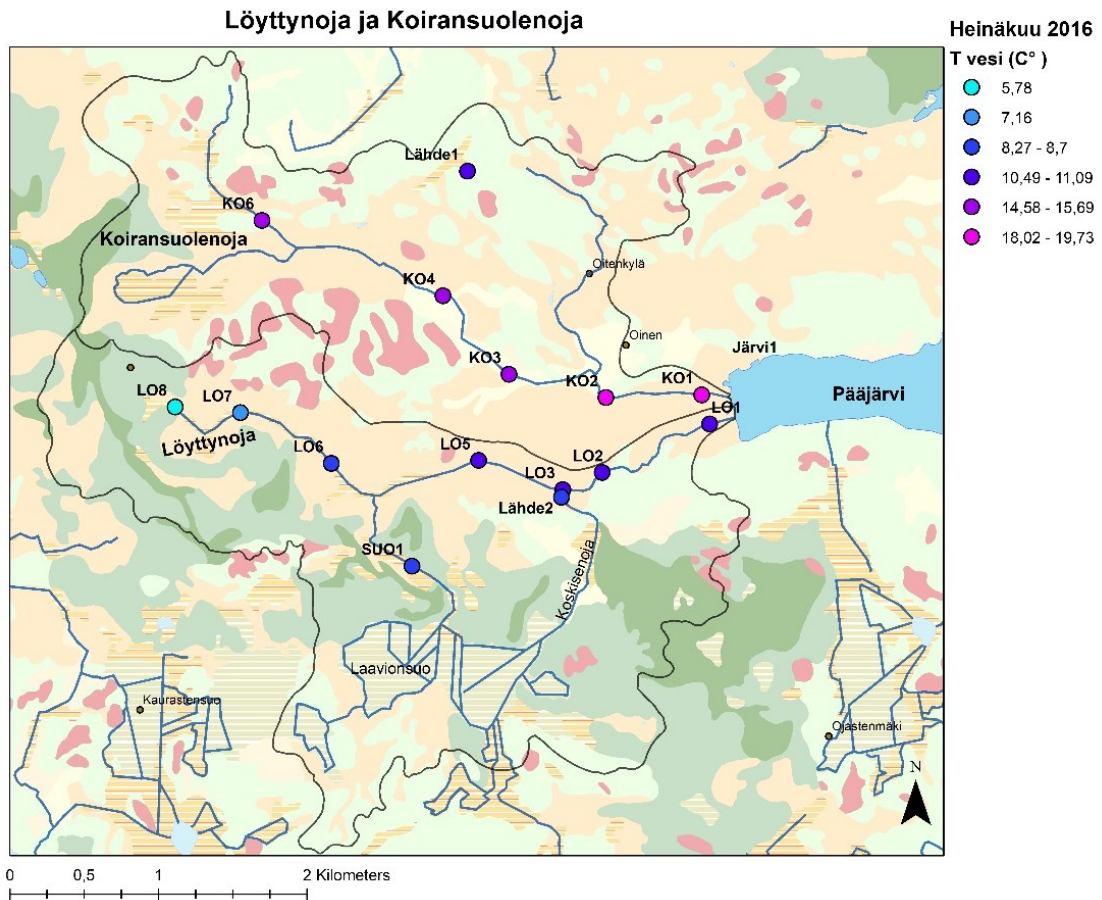 Löyttynoja ja Koiransuolenoja
Heinäkuu 2016
T vesi (C° )
5,78
7,16
8,27 - 8,7
10,49 - 11,09
14,58 - 15,69
18,02 - 19,73
Lähde1
KO6
Koiransuolenoja
Oitenkylä
KO4
Oinen
Järvi1
KO3
KO2
KO1
Pääjärvi
LO8
LO7
LO1
Löyttynoja
LO6
LO5
LO2
LO3
Lähde2
SUO1
Koskisenoja
Laavionsuo
Kaurastensuo
Ojastenmäki
N
0 0,5 1 2 Kilometers